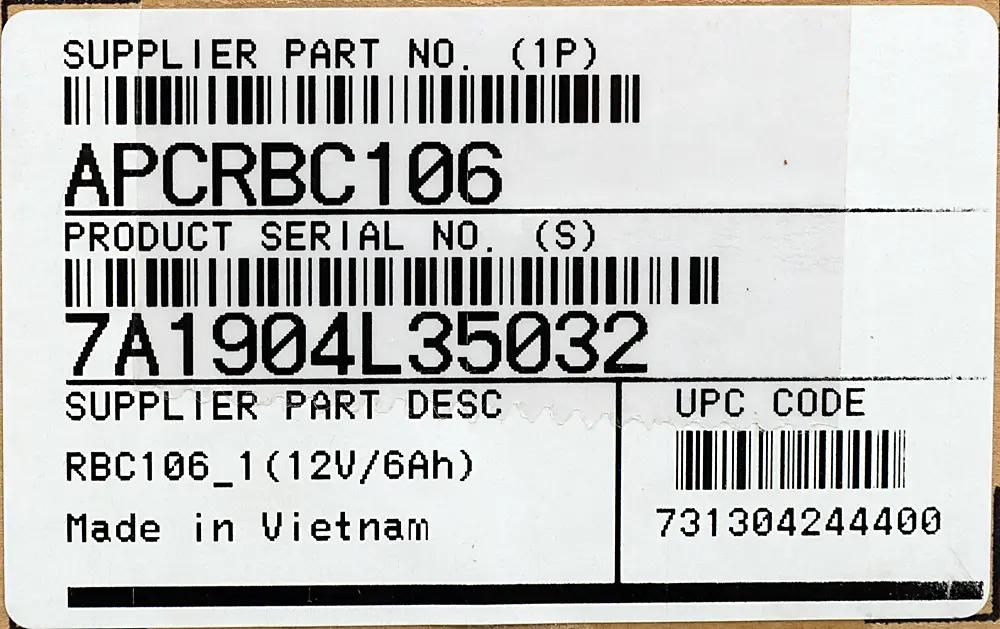 SUPPLIER PART NO. (1P)
APCRBC106
PRODUCT SERIAL NO. (S)
7A1904L35032
SUPPLIER PART DESC
RBC106_1(12V/6Ah)
Made in Vietnam
UPC CODE
731304244400